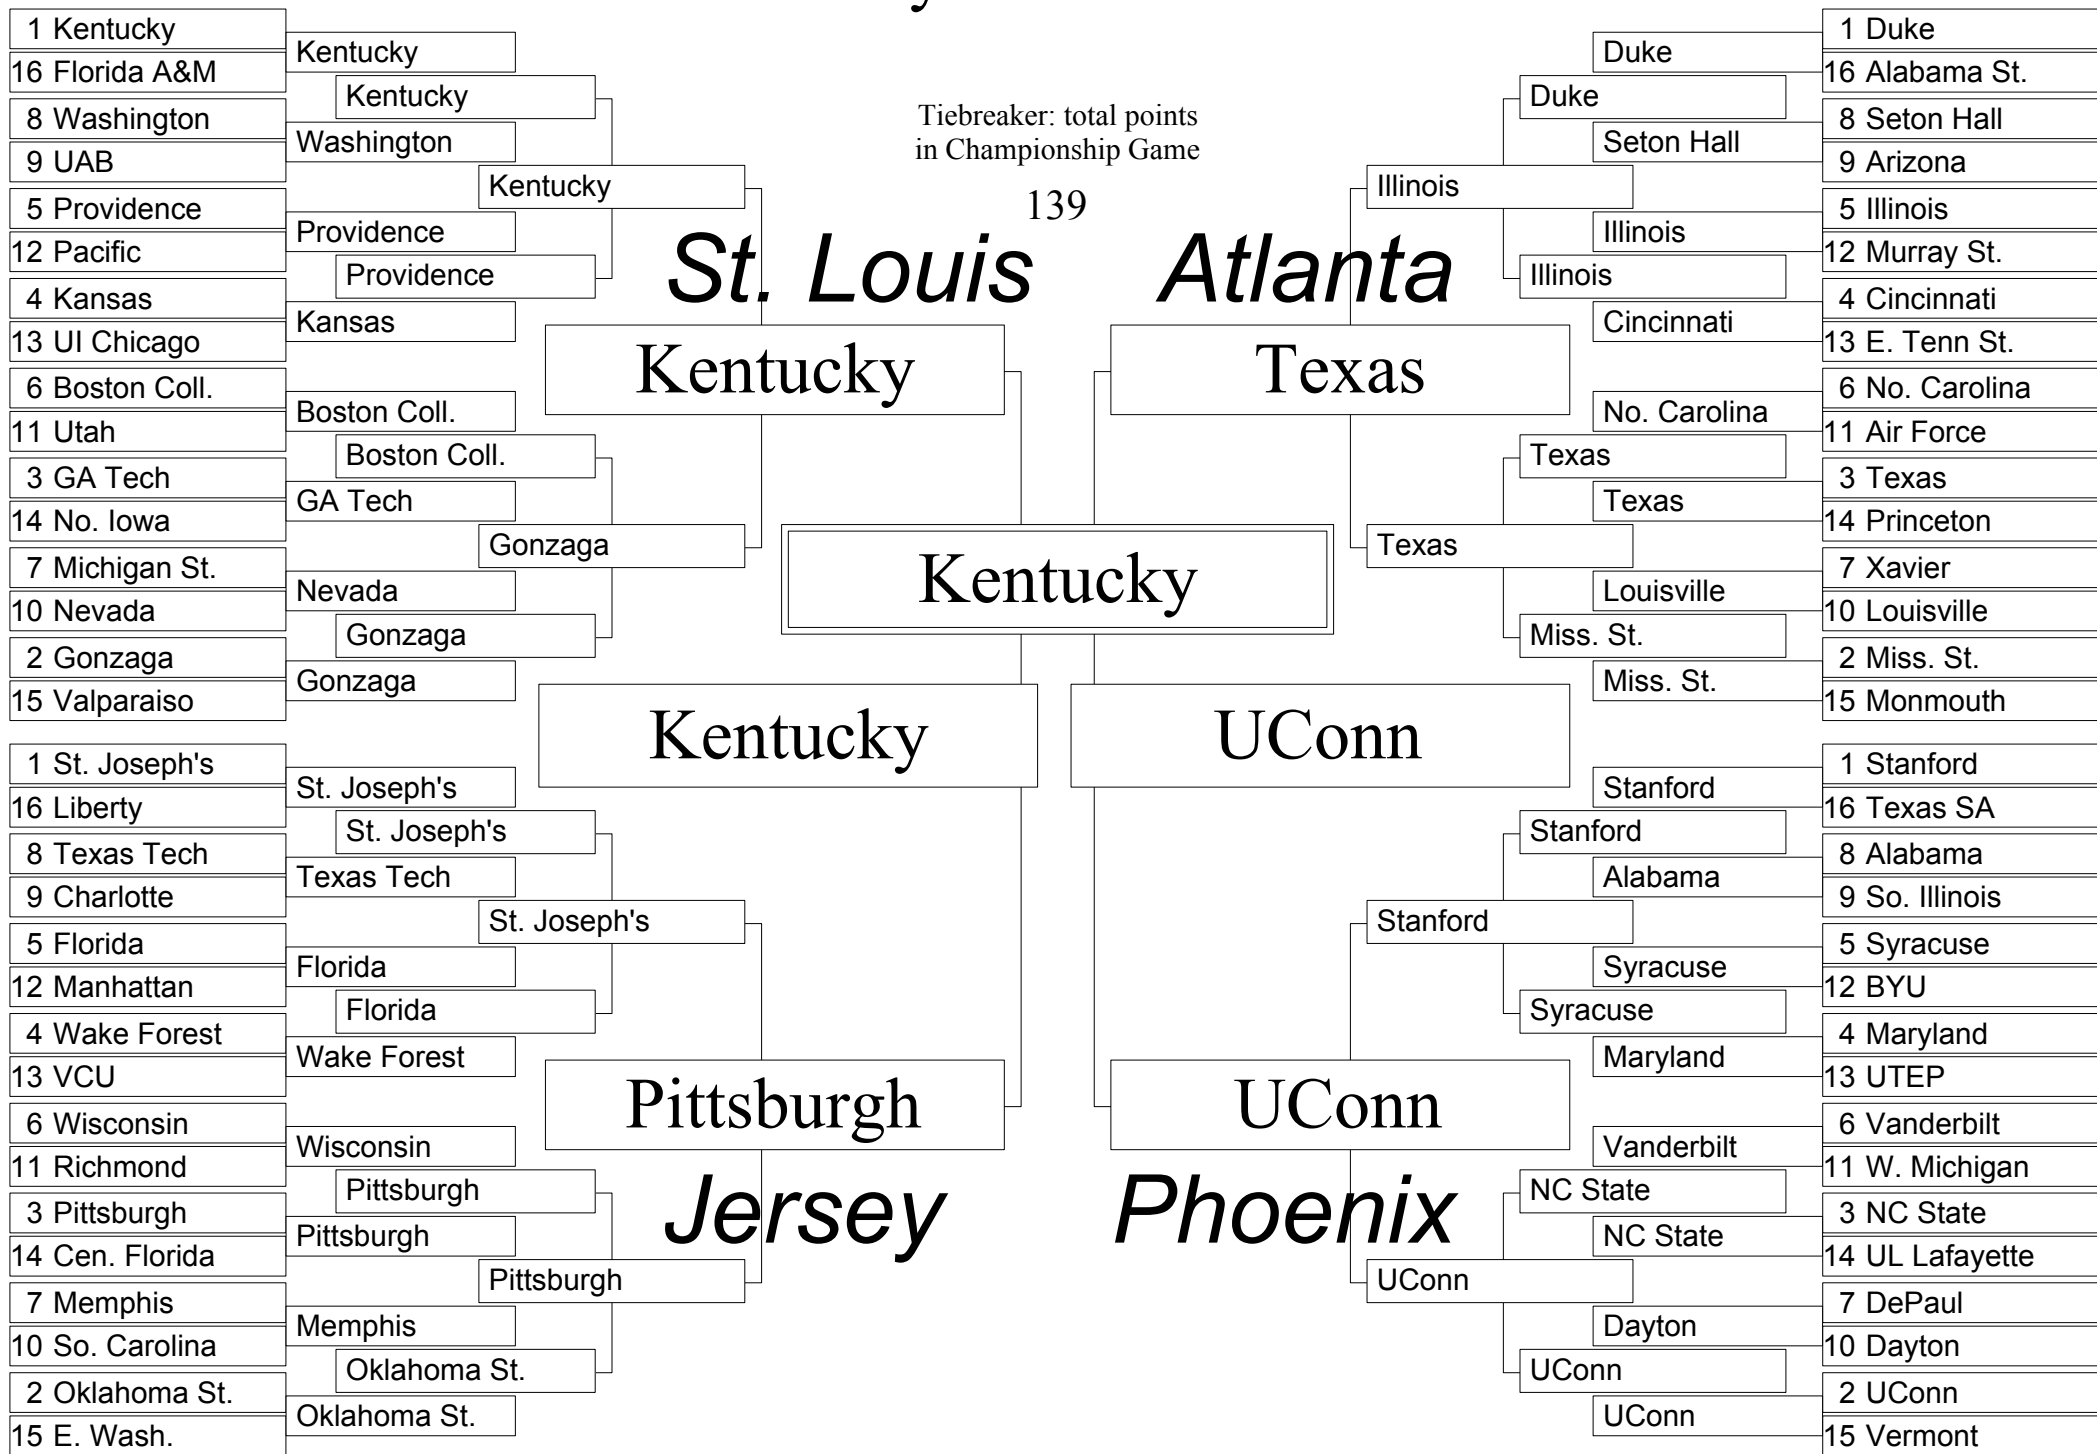 1 Kentucky
16 Florida A&M
8 Washington
9 UAB
5 Providence
12 Pacific
4 Kansas
13 UI Chicago
6 Boston Coll.
11 Utah
3 GA Tech
14 No. Iowa
7 Michigan St.
10 Nevada
2 Gonzaga
15 Valparaiso
Kentucky
Washington
Providence
Kansas
Boston Coll.
GA Tech
Nevada
Gonzaga
Kentucky
Providence
Boston Coll.
Gonzaga
Kentucky
Gonzaga
St. Louis
Kentucky
1 St. Joseph's
16 Liberty
8 Texas Tech
9 Charlotte
5 Florida
12 Manhattan
4 Wake Forest
13 VCU
6 Wisconsin
11 Richmond
3 Pittsburgh
14 Cen. Florida
7 Memphis
10 So. Carolina
2 Oklahoma St.
15 E. Wash.
St. Joseph's
Texas Tech
Florida
Wake Forest
Wisconsin
Pittsburgh
Memphis
Oklahoma St.
St. Joseph's
Florida
Pittsburgh
Oklahoma St.
St. Joseph's
Pittsburgh
Pittsburgh
Jersey
Tiebreaker: total points
in Championship Game
139
Kentucky
Kentucky
UConn
Atlanta
Texas
Illinois
Texas
Duke
Illinois
Texas
Miss. St.
Duke
Seton Hall
Illinois
Cincinnati
No. Carolina
Texas
Louisville
Miss. St.
1 Duke
16 Alabama St.
8 Seton Hall
9 Arizona
5 Illinois
12 Murray St.
4 Cincinnati
13 E. Tenn St.
6 No. Carolina
11 Air Force
3 Texas
14 Princeton
7 Xavier
10 Louisville
2 Miss. St.
15 Monmouth
UConn
Phoenix
Stanford
UConn
Stanford
Syracuse
NC State
UConn
Stanford
Alabama
Syracuse
Maryland
Vanderbilt
NC State
Dayton
UConn
1 Stanford
16 Texas SA
8 Alabama
9 So. Illinois
5 Syracuse
12 BYU
4 Maryland
13 UTEP
6 Vanderbilt
11 W. Michigan
3 NC State
14 UL Lafayette
7 DePaul
10 Dayton
2 UConn
15 Vermont